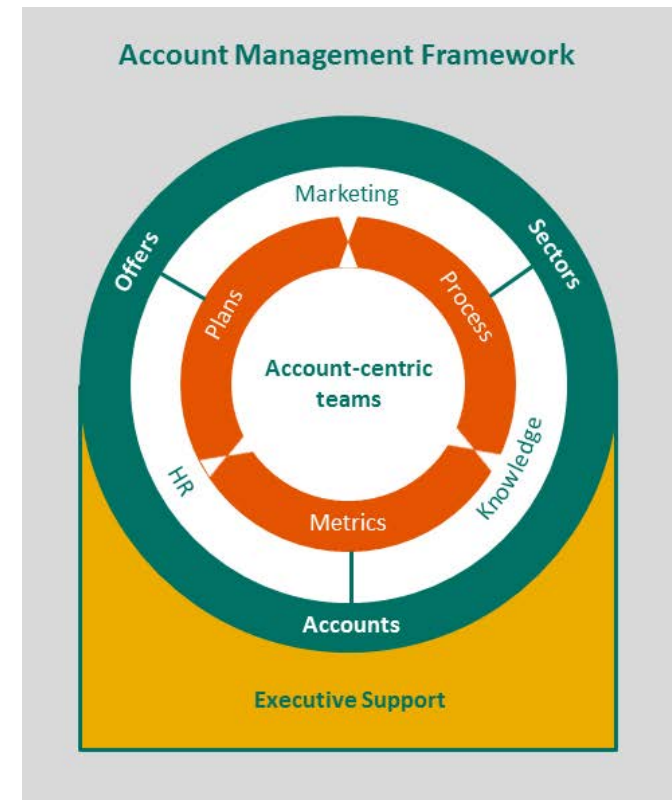 Account Management Framework
Marketing
Offers
Sectors
Plans
Process
Account-centric
teams
HR
Knowledge
Metrics
Accounts
Executive Support